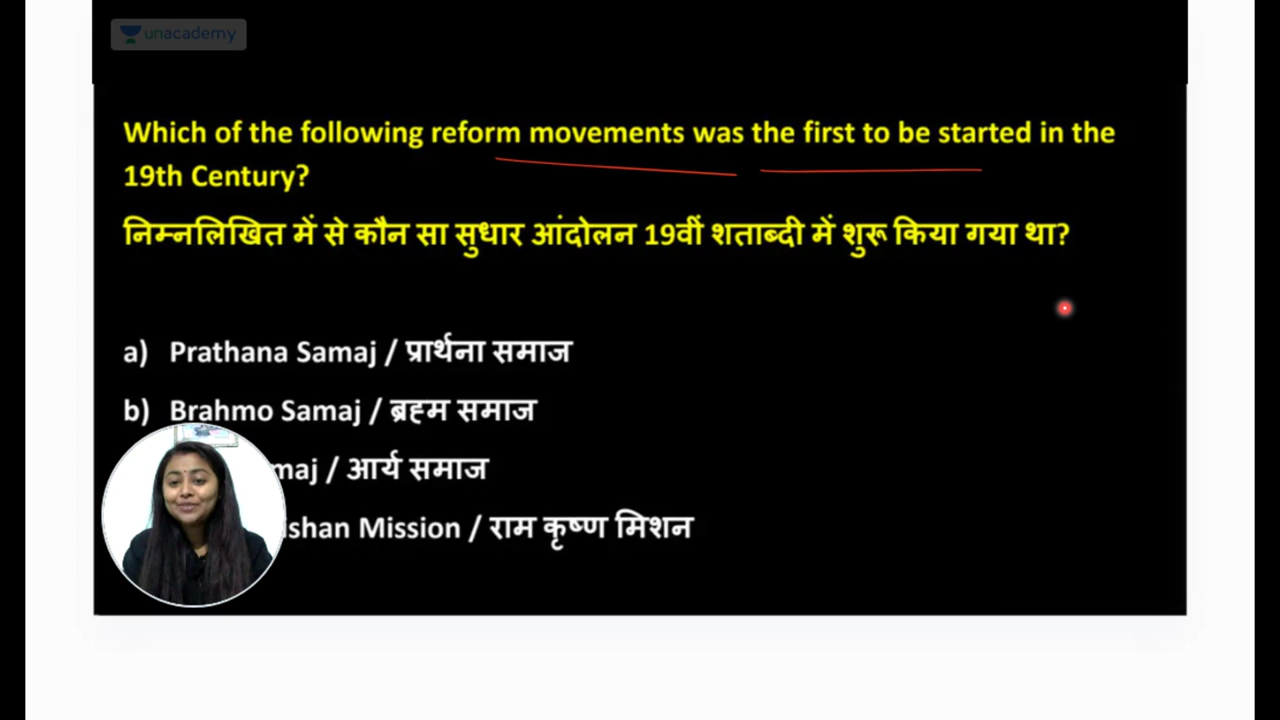 unacademy
Which of the following reform movements was the first to be started in the
19th Century?
निम्नलिखित में से कौन सा सुधार आंदोलन 19वीं शताब्दी में शुरू किया गया था?
a) Prathana Samaj / प्रार्थना समाज
b) Brahmo Samaj / ब्रह्म समाज
maj / आर्य समाज
ishan Mission / राम कृष्ण मिशन